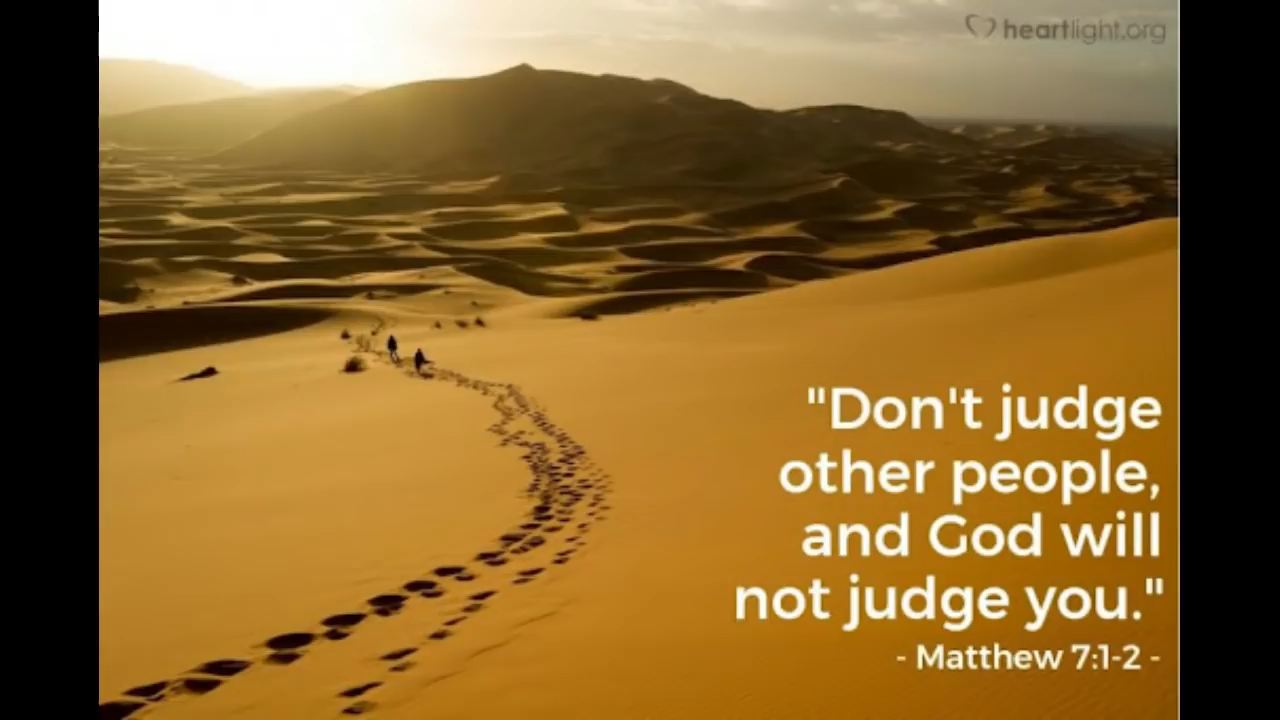 heartlight.org
"Don't judge
other people,
and God will
not judge you."
- Matthew 7:1-2 -